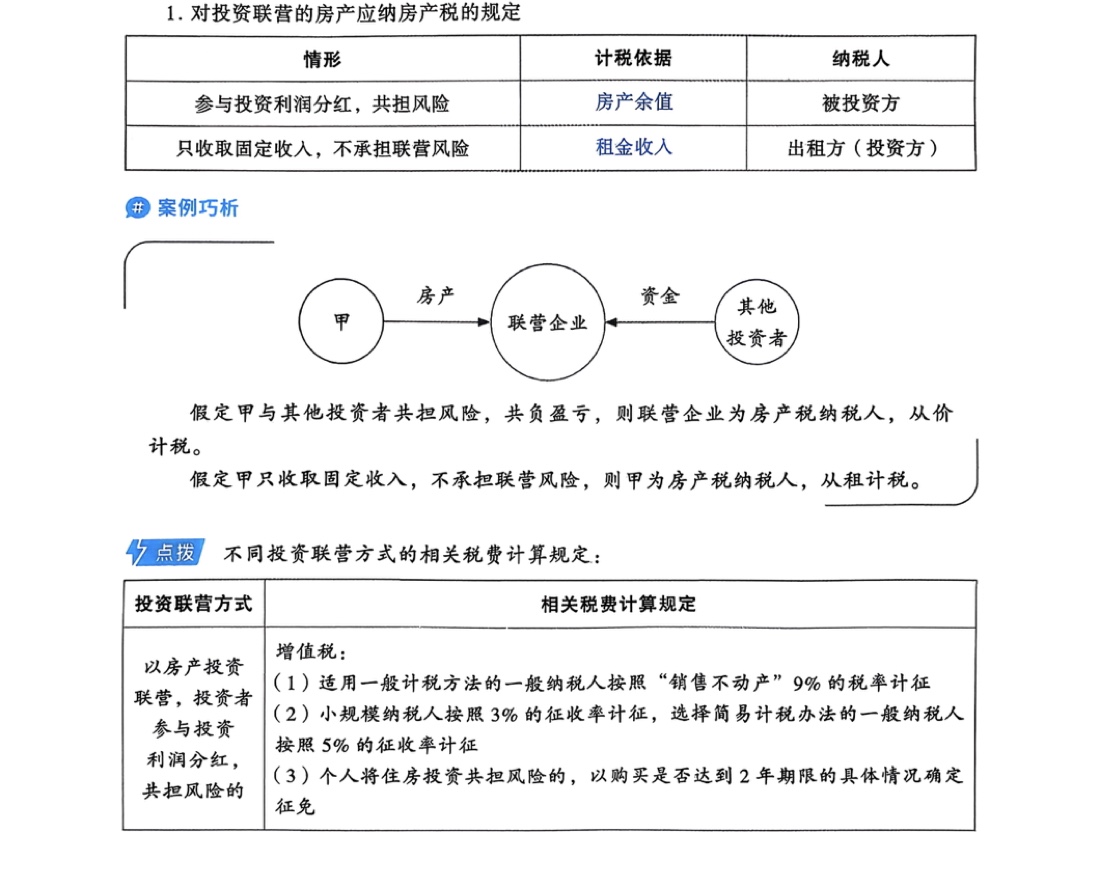 1. 对投资联营的房产应纳房产税的规定
情形 计税依据 纳税人
参与投资利润分红，共担风险 房产余值 被投资方
只收取固定收入，不承担联营风险 租金收入 出租方（投资方）
# 案例巧析
甲
房产
联营企业
资金
其他
投资者
假定甲与其他投资者共担风险，共负盈亏，则联营企业为房产税纳税人，从价
计税。
假定甲只收取固定收入，不承担联营风险，则甲为房产税纳税人，从租计税。
点拨 不同投资联营方式的相关税费计算规定：
投资联营方式 相关税费计算规定
以房产投资
联营，投资者
参与投资
利润分红，
共担风险的
增值税：
（1）适用一般计税方法的一般纳税人按照“销售不动产”9% 的税率计征
（2）小规模纳税人按照 3% 的征收率计征，选择简易计税办法的一般纳税人
按照 5% 的征收率计征
（3）个人将住房投资共担风险的，以购买是否达到 2 年期限的具体情况确定
征免